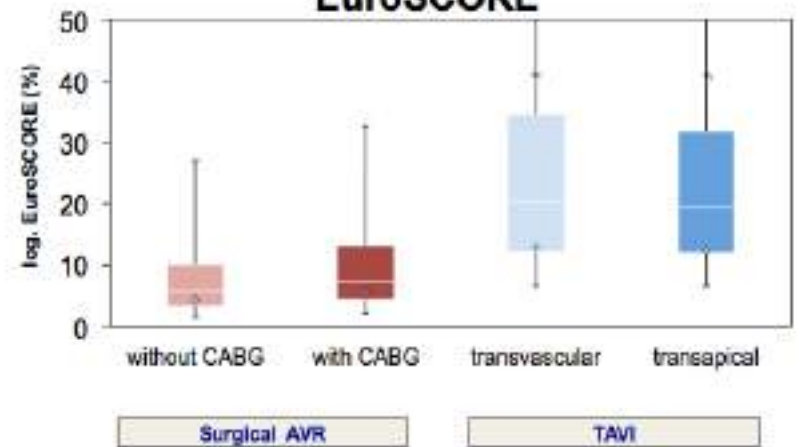 EuroSCORE
log. EuroSCORE (%)
50
40
30
20
10
0
without CABG with CABG transvascular transapical
Surgical AVR TAVI